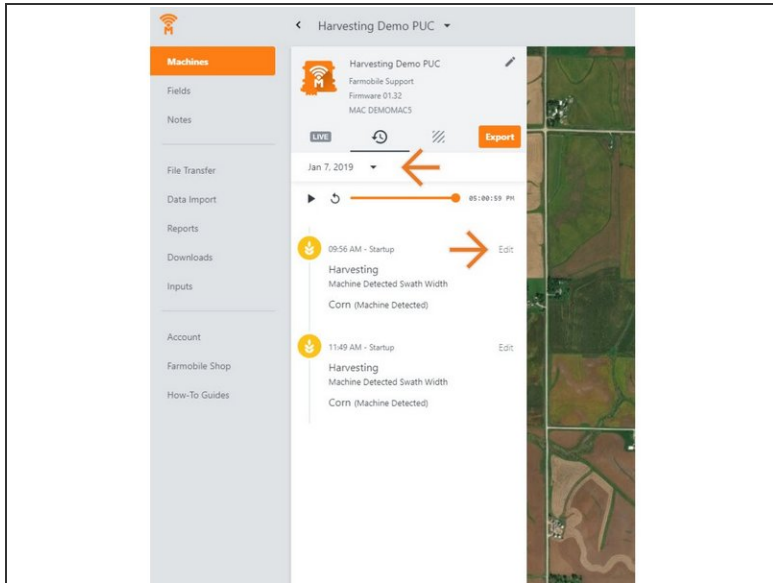 Harvesting Demo PUC
Machines
Fields
Notes
File Transfer
Data Import
Reports
Downloads
Inputs
Account
Farmobile Shop
How-To Guides
Harvesting Demo PUC
Farmobile Support
Firmware 01.32
MAC DEMOMAC5
LIVE
Export
Jan 7, 2019
05:00:59 PM
09:56 AM - Startup Edit
Harvesting
Machine Detected Swath Width
Corn (Machine Detected)
11:49 AM - Startup Edit
Harvesting
Machine Detected Swath Width
Corn (Machine Detected)